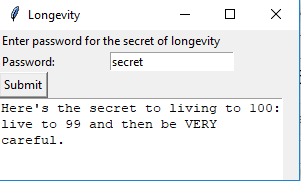 Longevity
Enter password for the secret of longevity
Password: secret
Submit
Here's the secret to living to 100:
live to 99 and then be VERY
careful.